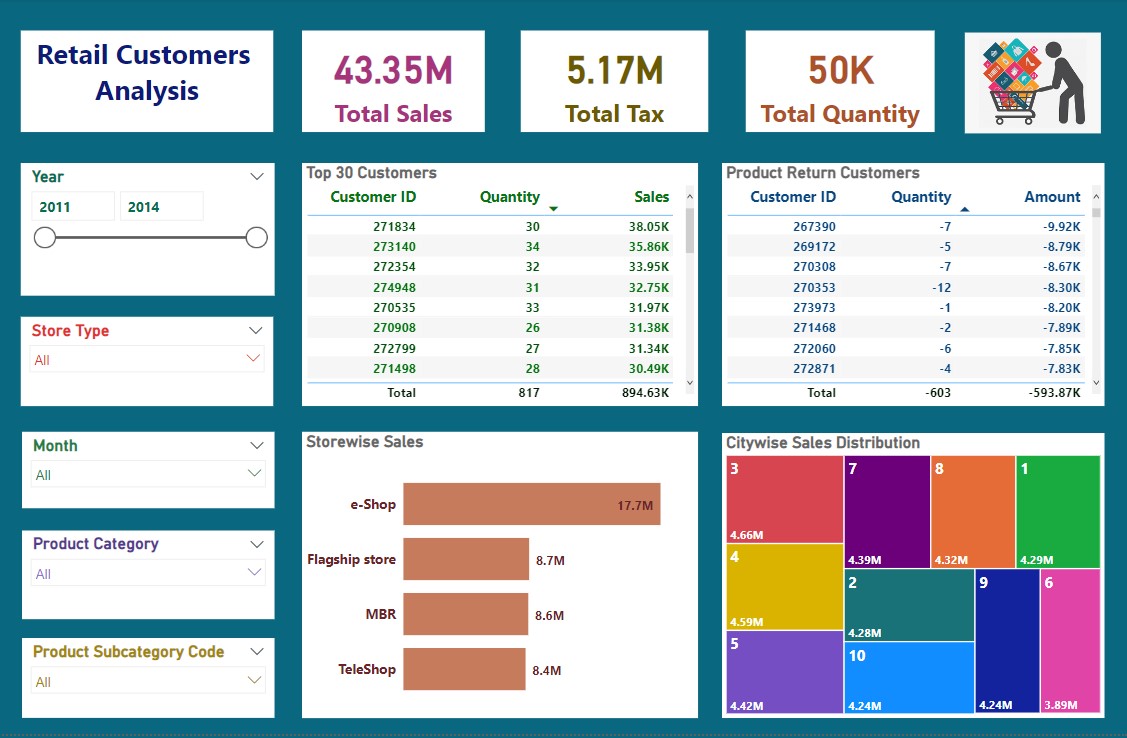 Retail Customers
Analysis
43.35M
Total Sales
5.17M
Total Tax
50K
Total Quantity
Year
2011 2014
Store Type
All
Month
All
Product Category
All
Product Subcategory Code
All
Top 30 Customers
Customer ID Quantity Sales
271834 30 38.05K
273140 34 35.86K
272354 32 33.95K
274948 31 32.75K
270535 33 31.97K
270908 26 31.38K
272799 27 31.34K
271498 28 30.49K
Total 817 894.63K
Product Return Customers
Customer ID Quantity Amount
267390 -7 -9.92K
269172 -5 -8.79K
270308 -7 -8.67K
270353 -12 -8.30K
273973 -1 -8.20K
271468 -2 -7.89K
272060 -6 -7.85K
272871 -4 -7.83K
Total -603 -593.87K
Storewise Sales
e-Shop 17.7M
Flagship store 8.7M
MBR 8.6M
TeleShop 8.4M
Citywise Sales Distribution
3
4.66M
4
4.59M
5
4.42M
7
4.39M
8
4.32M
1
4.29M
2
4.28M
10
4.24M
9
4.24M
6
3.89M